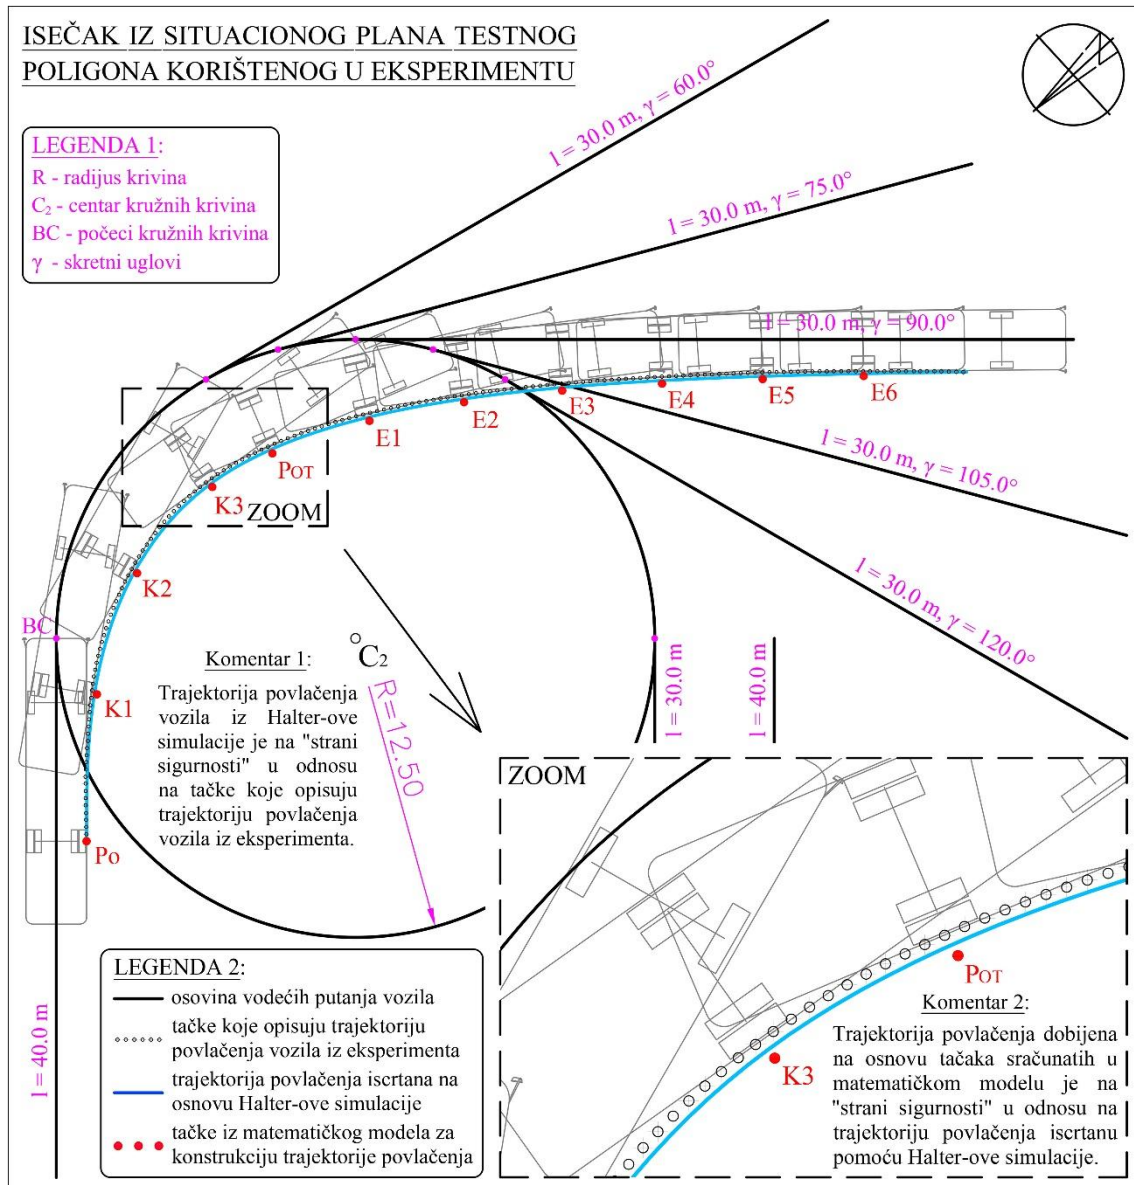 ISEČAK IZ SITUACIONOG PLANA TESTNOG
POLIGONA KORIŠTENOG U EKSPERIMENTU
LEGENDA 1:
R - radijus krivina
C₂ - centar kružnih krivina
BC - počeci kružnih krivina
γ - skretni uglovi
l = 30.0 m, γ = 60.0°
l = 30.0 m, γ = 75.0°
l = 30.0 m, γ = 90.0°
l = 30.0 m, γ = 105.0°
l = 30.0 m, γ = 120.0°
E1
E2
E3
E4
E5
E6
POT
K3
ZOOM
K2
BC
K1
Po
C₂
R=12.50
l = 30.0 m
l = 40.0 m
l = 40.0 m
Komentar 1:
Trajektorija povlačenja
vozila iz Halter-ove
simulacije je na "strani
sigurnosti" u odnosu
na tačke koje opisuju
trajektoriju povlačenja
vozila iz eksperimenta.
LEGENDA 2:
osovina vodećih putanja vozila
tačke koje opisuju trajektoriju
povlačenja vozila iz eksperimenta
trajektorija povlačenja iscrtana na
osnovu Halter-ove simulacije
tačke iz matematičkog modela za
konstrukciju trajektorije povlačenja
ZOOM
POT
K3
Komentar 2:
Trajektorija povlačenja dobijena
na osnovu tačaka sračunatih u
matematičkom modelu je na
"strani sigurnosti" u odnosu na
trajektoriju povlačenja iscrtanu
pomoću Halter-ove simulacije.